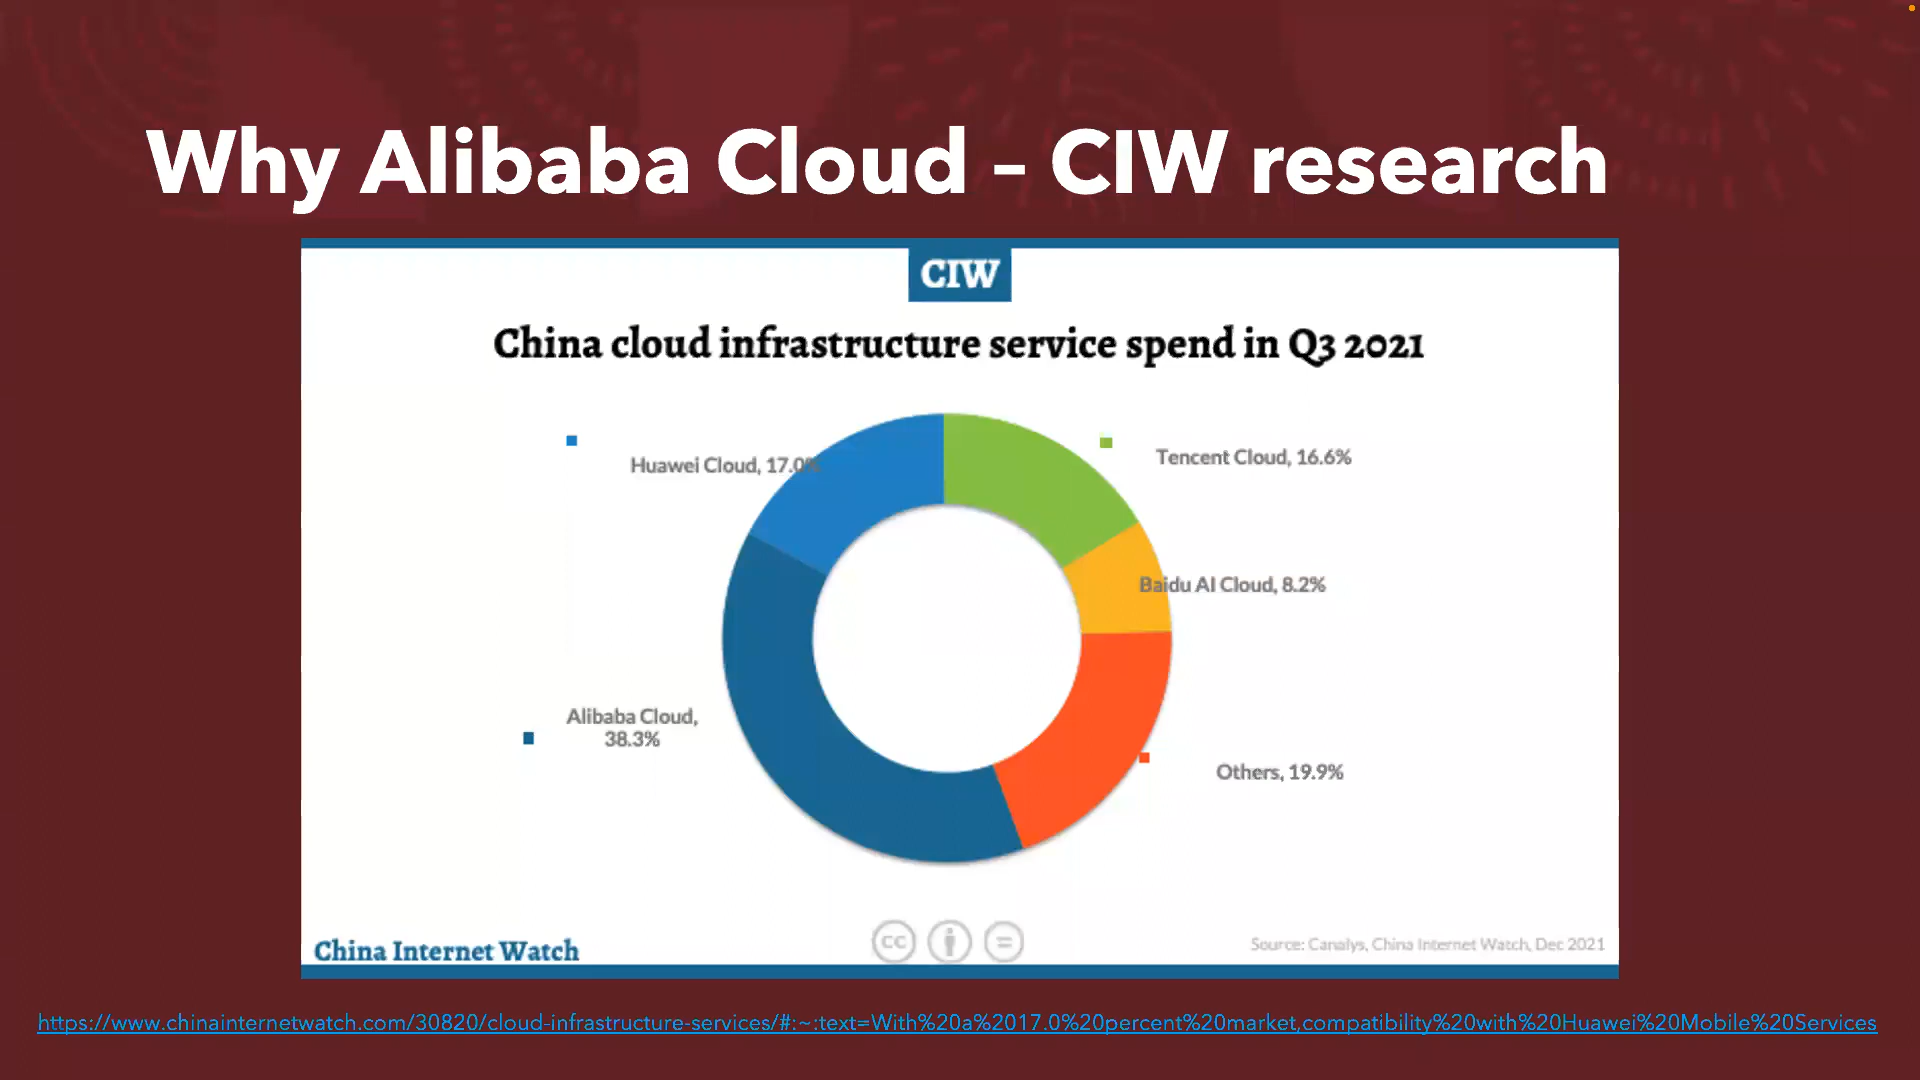 Why Alibaba Cloud – CIW research
CIW
China cloud infrastructure service spend in Q3 2021
Huawei Cloud, 17.0%
Tencent Cloud, 16.6%
Baidu AI Cloud, 8.2%
Alibaba Cloud,
38.3%
Others, 19.9%
China Internet Watch
cc
=
Source: Canalys, China Internet Watch, Dec 2021
https://www.chinainternetwatch.com/30820/cloud-infrastructure-services/#:~:text=With%20a%2017.0%20percent%20market,compatibility%20with%20Huawei%20Mobile%20Services